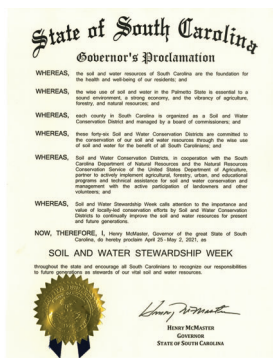 State of South Carolina
Governor's Proclamation
WHEREAS, the soil and water resources of South Carolina are the foundation for
the health and well-being of our residents; and
WHEREAS, the wise use of soil and water in the Palmetto State is essential to a
sound environment, a strong economy, and the vibrancy of agriculture,
forestry, and natural resources; and
WHEREAS, each county in South Carolina is organized as a Soil and Water
Conservation District and managed by a board of commissioners; and
WHEREAS, these forty-six Soil and Water Conservation Districts are committed to
the conservation of our soil and water resources through the wise use
of soil and water for the benefit of all South Carolinians; and
WHEREAS, Soil and Water Conservation Districts, in cooperation with the South
Carolina Department of Natural Resources and the Natural Resources
Conservation Service of the United States Department of Agriculture,
partner to actively implement agricultural, forestry, urban, and educational
programs and technical assistance for soil and water conservation and
management with the active participation of landowners and other
volunteers; and
WHEREAS, Soil and Water Stewardship Week calls attention to the importance and
value of locally-led conservation efforts by Soil and Water Conservation
Districts to continually improve the soil and water resources for present
and future generations.
NOW, THEREFORE, I, Henry McMaster, Governor of the great State of South
Carolina, do hereby proclaim April 25 - May 2, 2021, as
SOIL AND WATER STEWARDSHIP WEEK
throughout the state and encourage all South Carolinians to recognize our responsibilities
to future generations as stewards of our vital soil and water resources.
Henry McMaster
HENRY MCMASTER
GOVERNOR
STATE OF SOUTH CAROLINA